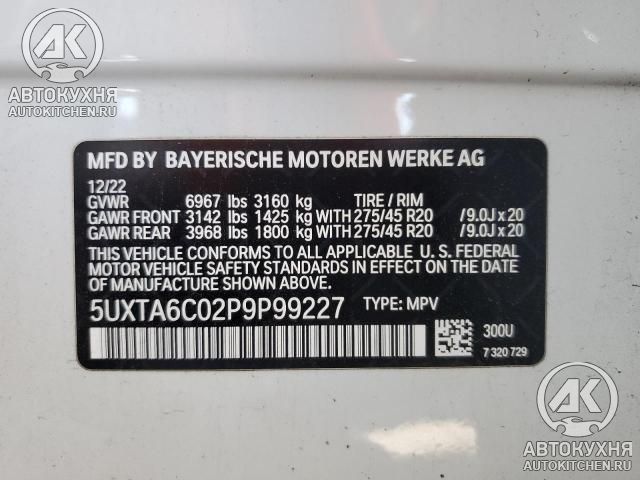 АК
АВТОКУХНЯ
AUTOKITCHEN.RU
MFD BY BAYERISCHE MOTOREN WERKE AG
12/22
GVWR 6967 lbs 3160 kg TIRE / RIM
GAWR FRONT 3142 lbs 1425 kg WITH 275/45 R20 /9.0J x 20
GAWR REAR 3968 lbs 1800 kg WITH 275/45 R20 /9.0J x 20
THIS VEHICLE CONFORMS TO ALL APPLICABLE U. S. FEDERAL
MOTOR VEHICLE SAFETY STANDARDS IN EFFECT ON THE DATE
OF MANUFACTURE SHOWN ABOVE.
5UXTA6C02P9P99227 TYPE: MPV
300U
7 320 729
АК
АВТОКУХНЯ
AUTOKITCHEN.RU